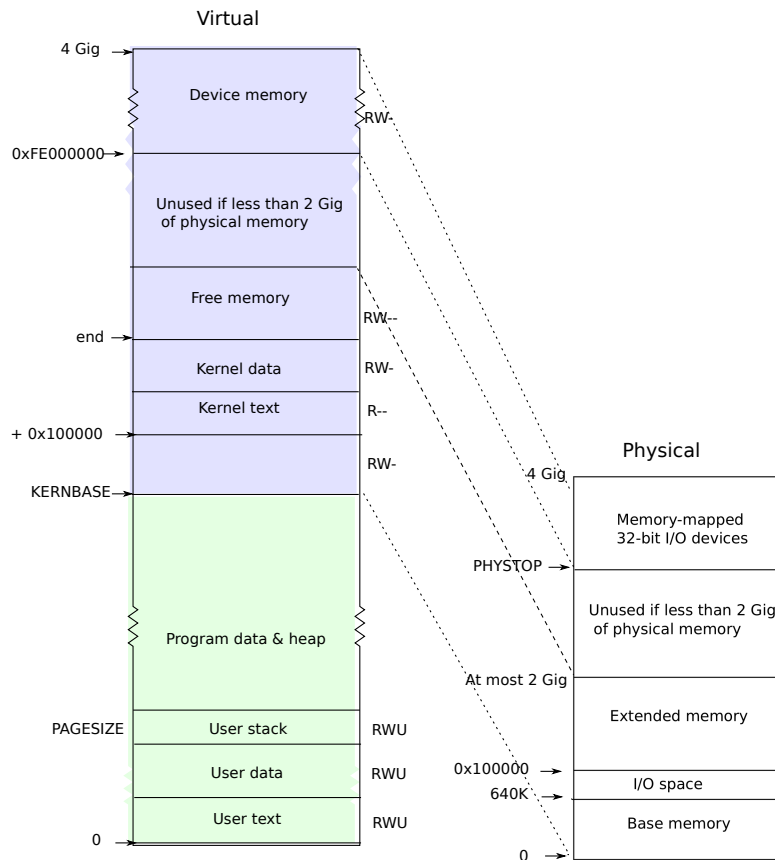 Virtual
4 Gig
Device memory
RW-
0xFE000000
Unused if less than 2 Gig
of physical memory
Free memory
RW--
end
Kernel data
RW-
Kernel text
R--
+ 0x100000
RW-
KERNBASE
Program data & heap
PAGESIZE
User stack
RWU
User data
RWU
User text
RWU
0
Physical
4 Gig
Memory-mapped
32-bit I/O devices
PHYSTOP
Unused if less than 2 Gig
of physical memory
At most 2 Gig
Extended memory
0x100000
I/O space
640K
Base memory
0